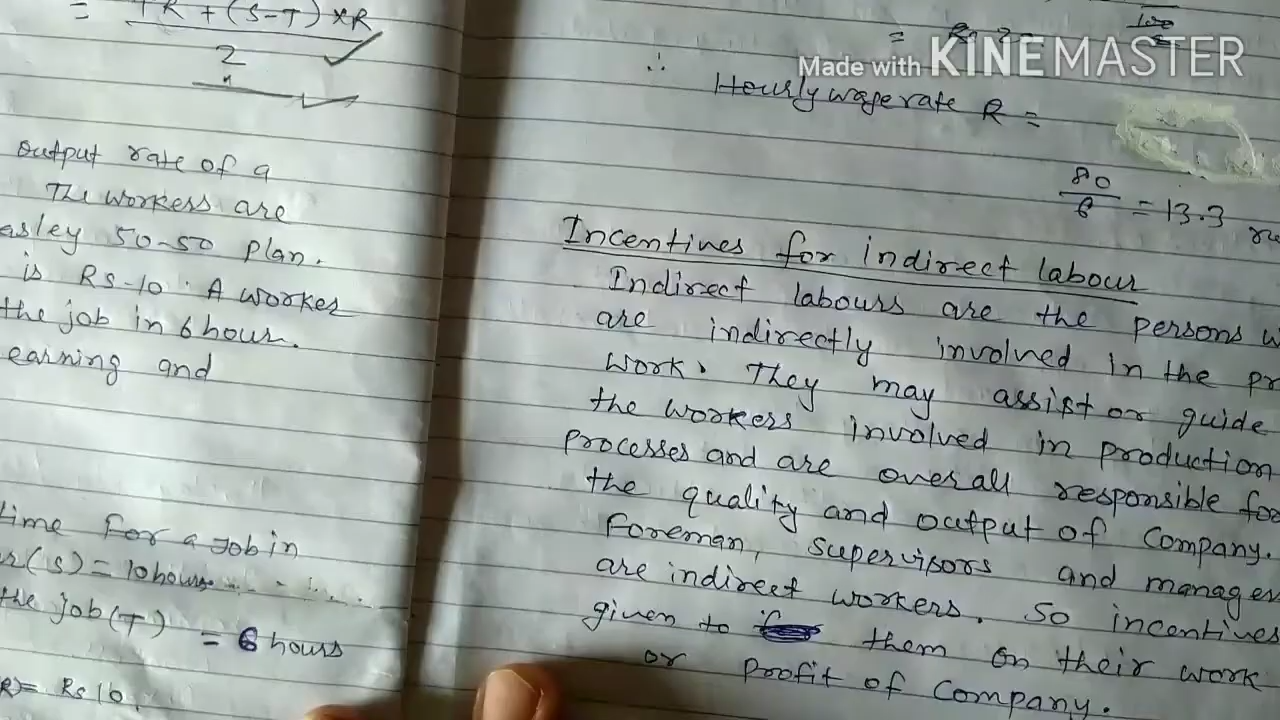 = TR + (S-T) *R
2
output rate of a
The workess are
asley 50-50 plan.
is Rs-10. A worker
the job in 6 hour.
earning and
time for a job in
r(s) = 10 hours
the job (T) = 6 hours
R) = Rs 10.
Made with KINEMASTER
∴ Hourly wage rate R =
80/6 = 13.3
Incentives for indirect labour
Indirect labours are the persons w
are indirectly involved in the pr
work. They may assist or guide
the workers involved in production
processes and are overall responsible for
the quality and output of Company.
Foreman, supervisors and manager
are indirect workers. So incentives
given to them on their work
or profit of company.